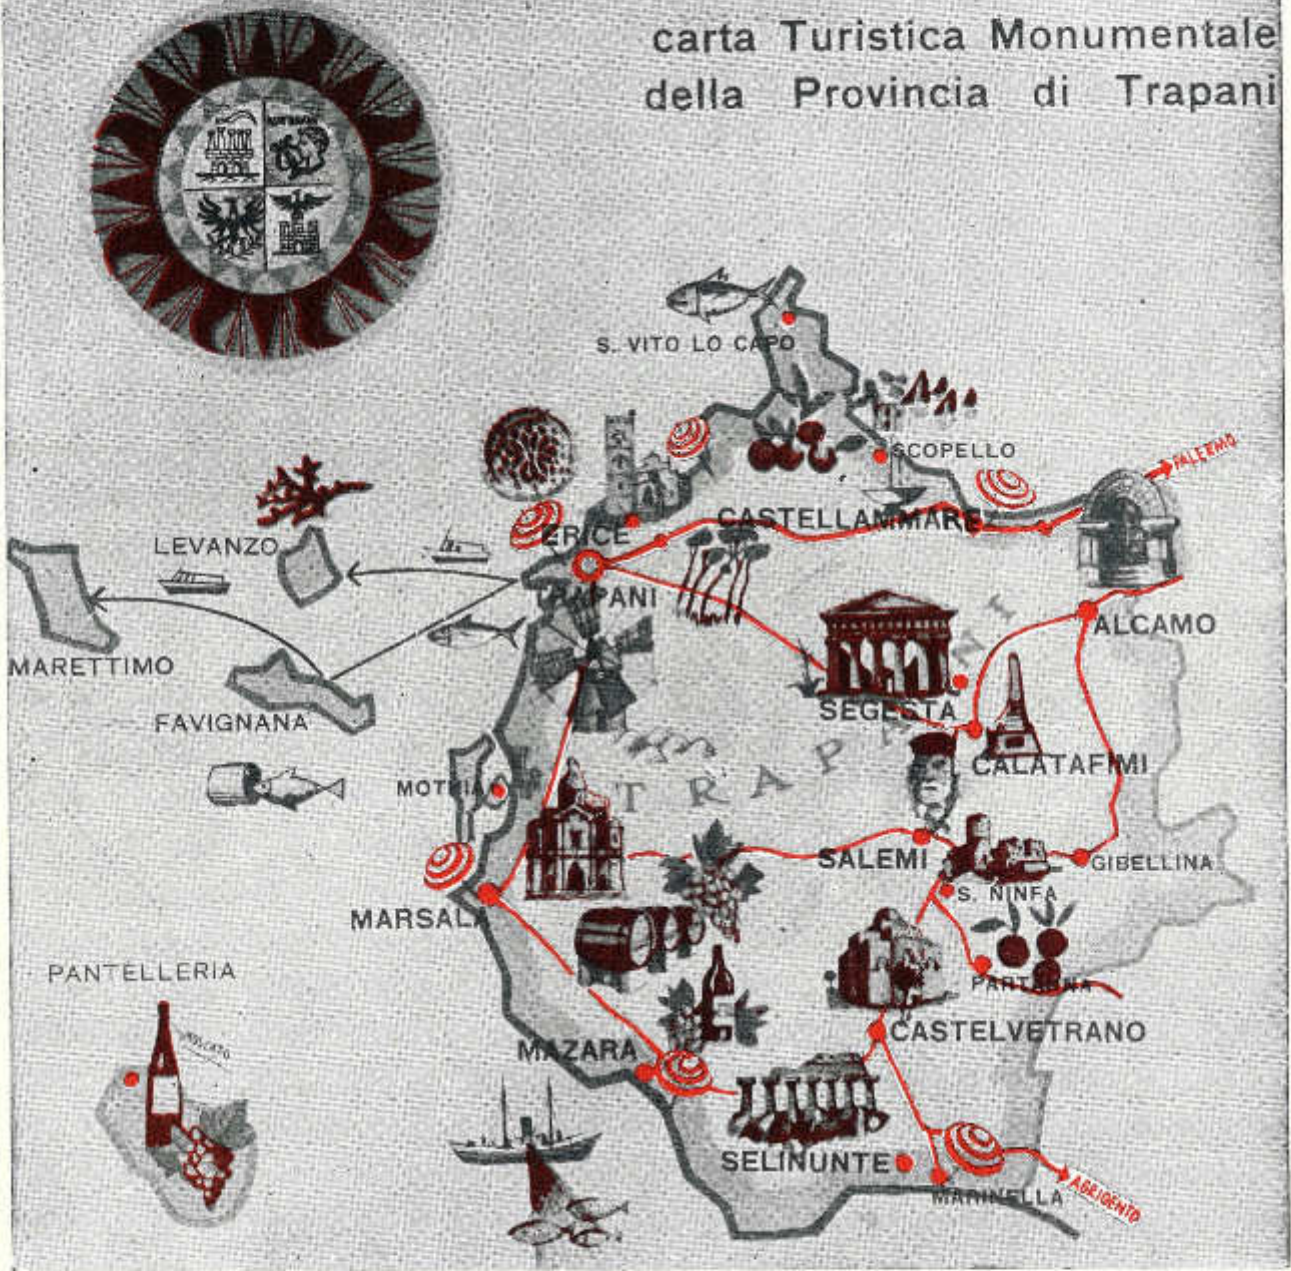 carta Turistica Monumentale
della Provincia di Trapani
S. VITO LO CAPO
SCOPELLO
PALERMO
CASTELLAMMARE
ERICE
LEVANZO
TRAPANI
ALCAMO
MARETTIMO
FAVIGNANA
SEGESTA
CALATAFIMI
MOTHIA
TRAPANI
SALEMI
GIBELLINA
S. NINFA
MARSALA
PANTELLERIA
PARTANNA
CASTELVETRANO
MOSCATO
MAZARA
SELINUNTE
MARINELLA
AGRIGENTO